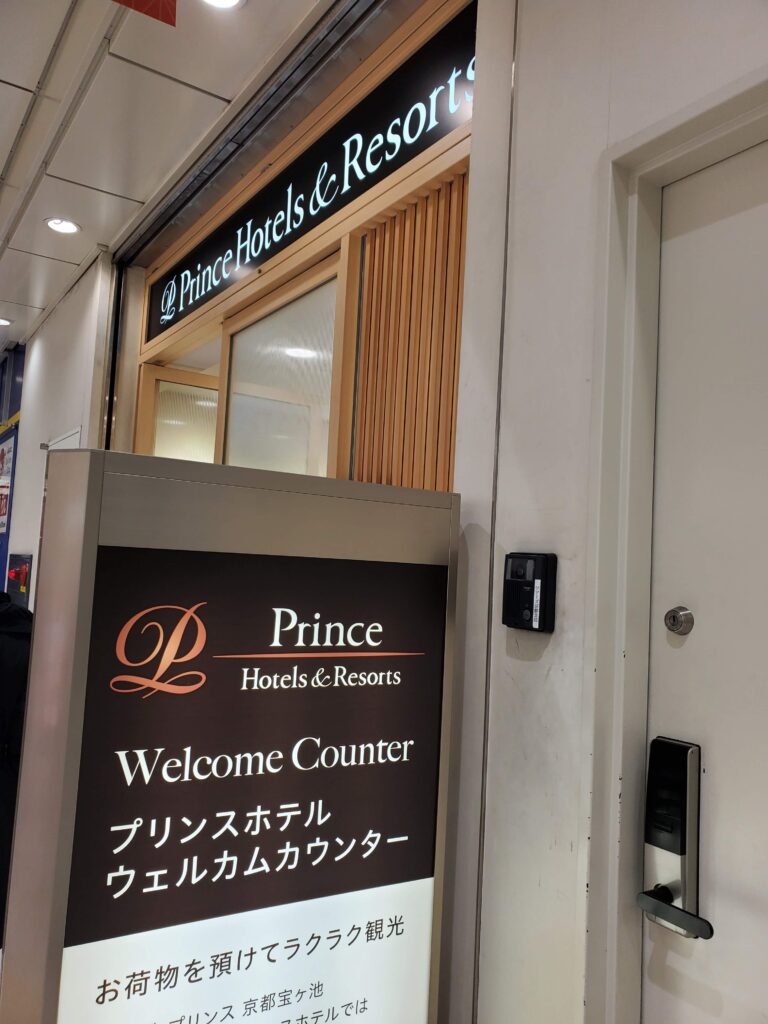 Prince Hotels & Resorts
Prince
Hotels & Resorts
Welcome Counter
プリンスホテル
ウェルカムカウンター
お荷物を預けてラクラク観光
プリンス 京都宝ヶ池
スホテルでは